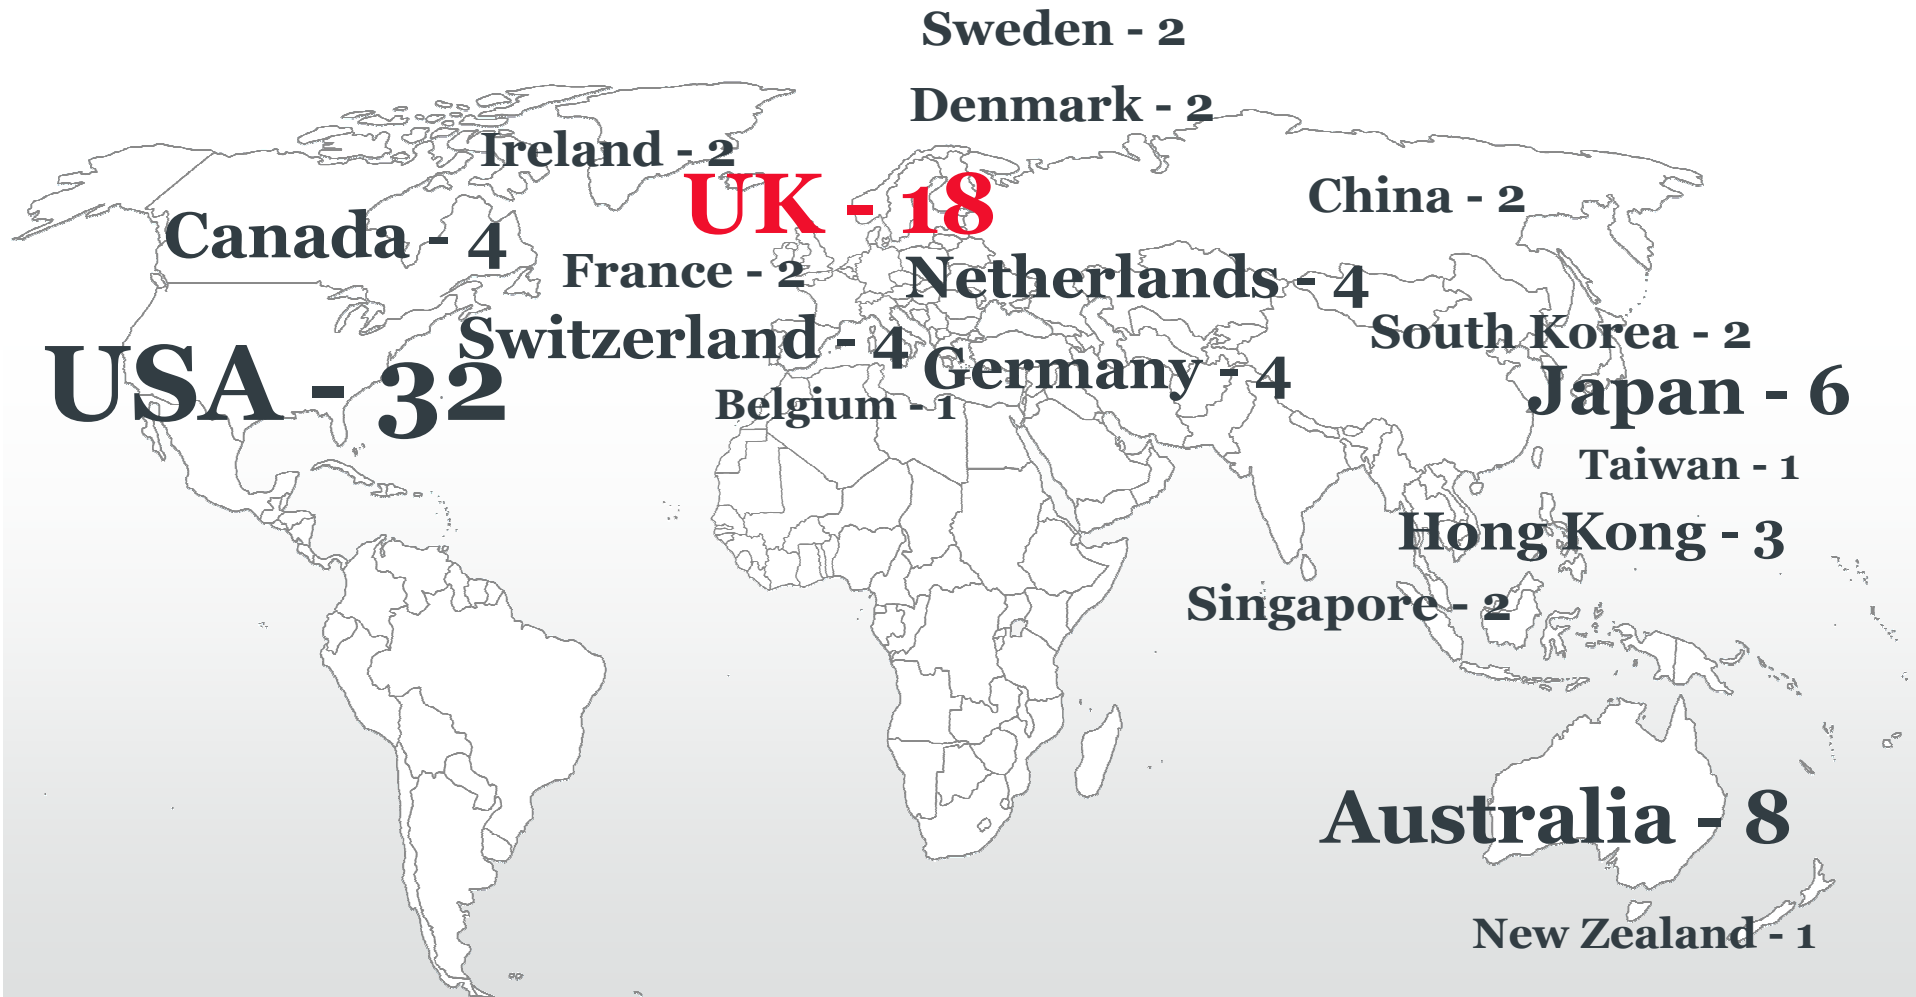 Sweden - 2
Denmark - 2
Ireland - 2
UK - 18
China - 2
Canada - 4
France - 2
Netherlands - 4
Switzerland - 4
South Korea - 2
USA - 32
Germany - 4
Japan - 6
Belgium - 1
Taiwan - 1
Hong Kong - 3
Singapore - 2
Australia - 8
New Zealand - 1